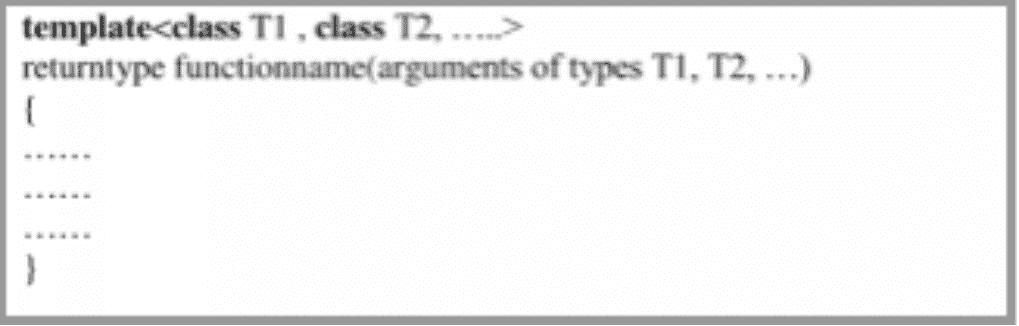 template<class T1 , class T2, …..>
returntype functionname(arguments of types T1, T2, …)
{
......
......
......
}